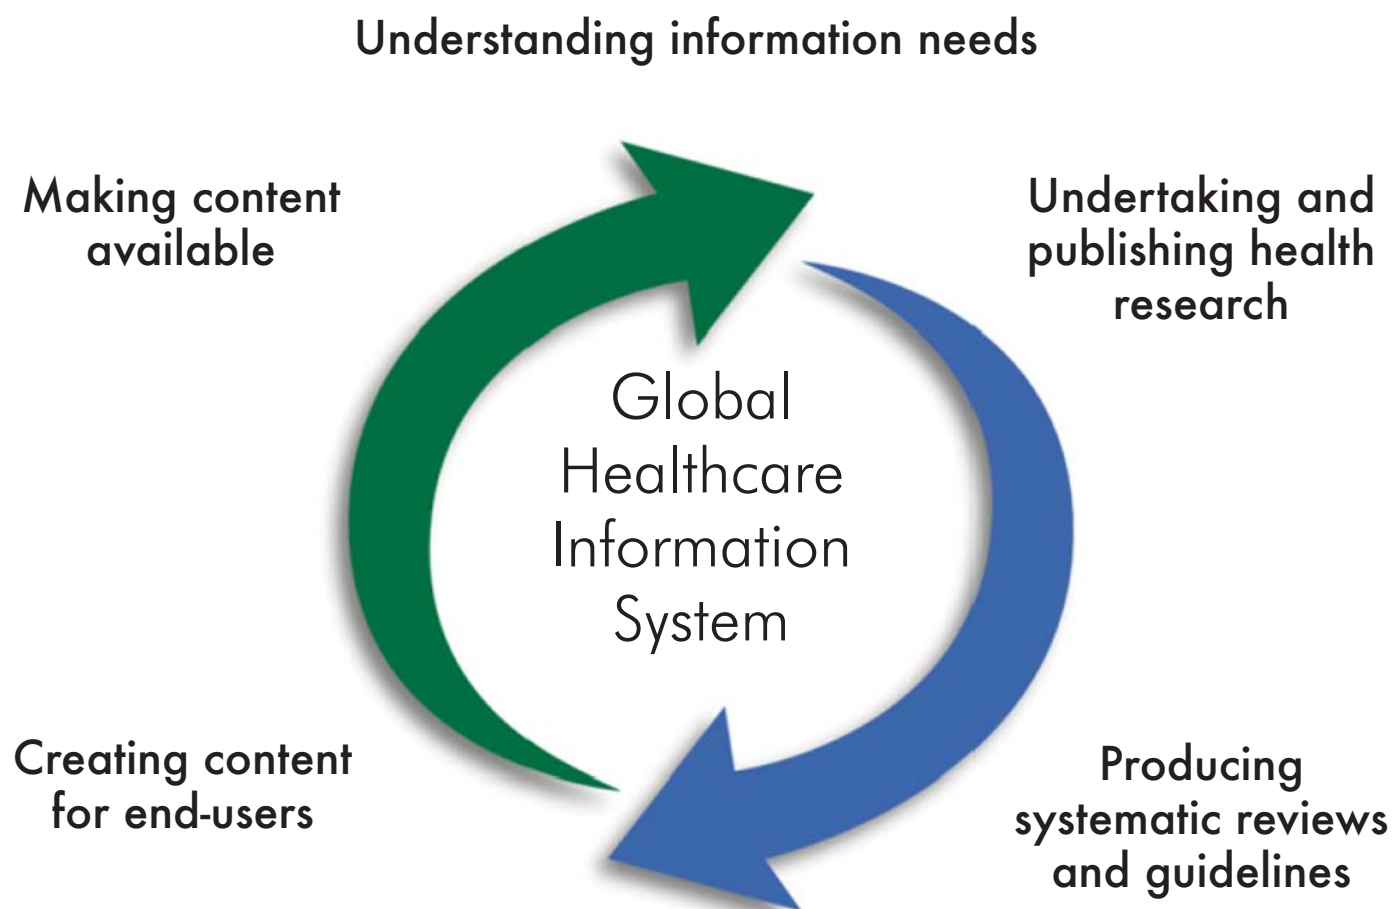 Understanding information needs
Making content
available
Undertaking and
publishing health
research
Global
Healthcare
Information
System
Creating content
for end-users
Producing
systematic reviews
and guidelines